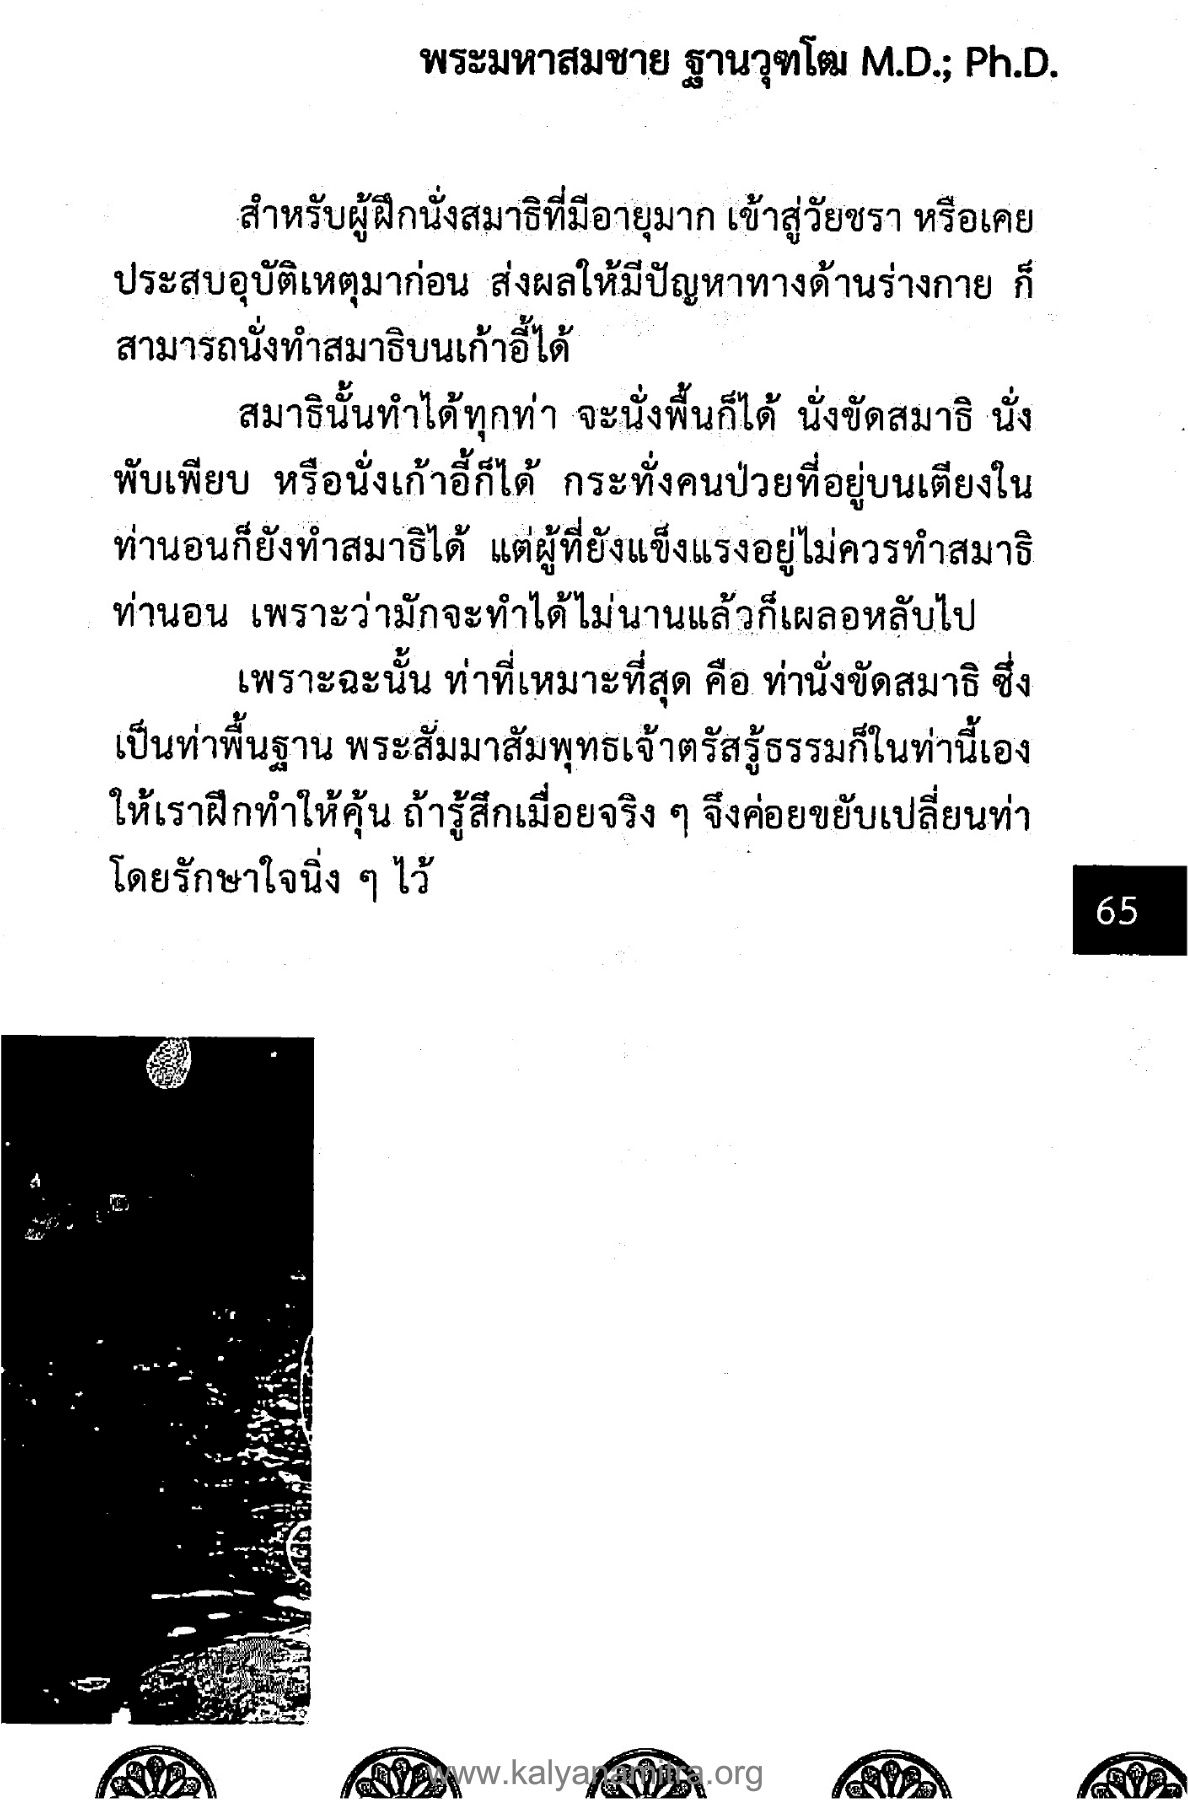 พระมหาสมชาย ฐานวุฑโฒ M.D.; Ph.D.
สำหรับผู้ฝึกนั่งสมาธิที่มีอายุมาก เข้าสู่วัยชรา หรือเคย
ประสบอุบัติเหตุมาก่อน ส่งผลให้มีปัญหาทางด้านร่างกาย ก็
สามารถนั่งทำสมาธิบนเก้าอี้ได้
สมาธินั้นทำได้ทุกท่า จะนั่งพื้นก็ได้ นั่งขัดสมาธิ นั่ง
พับเพียบ หรือนั่งเก้าอี้ก็ได้ กระทั่งคนป่วยที่อยู่บนเตียงใน
ท่านอนก็ยังทำสมาธิได้ แต่ผู้ที่ยังแข็งแรงอยู่ไม่ควรทำสมาธิ
ท่านอน เพราะว่ามักจะทำได้ไม่นานแล้วก็เผลอหลับไป
เพราะฉะนั้น ท่าที่เหมาะที่สุด คือ ท่านั่งขัดสมาธิ ซึ่ง
เป็นท่าพื้นฐาน พระสัมมาสัมพุทธเจ้าตรัสรู้ธรรมก็ในท่านี้เอง
ให้เราฝึกทำให้คุ้น ถ้ารู้สึกเมื่อยจริง ๆ จึงค่อยขยับเปลี่ยนท่า
โดยรักษาใจนิ่ง ๆ ไว้
65
www.kalyanamitra.org